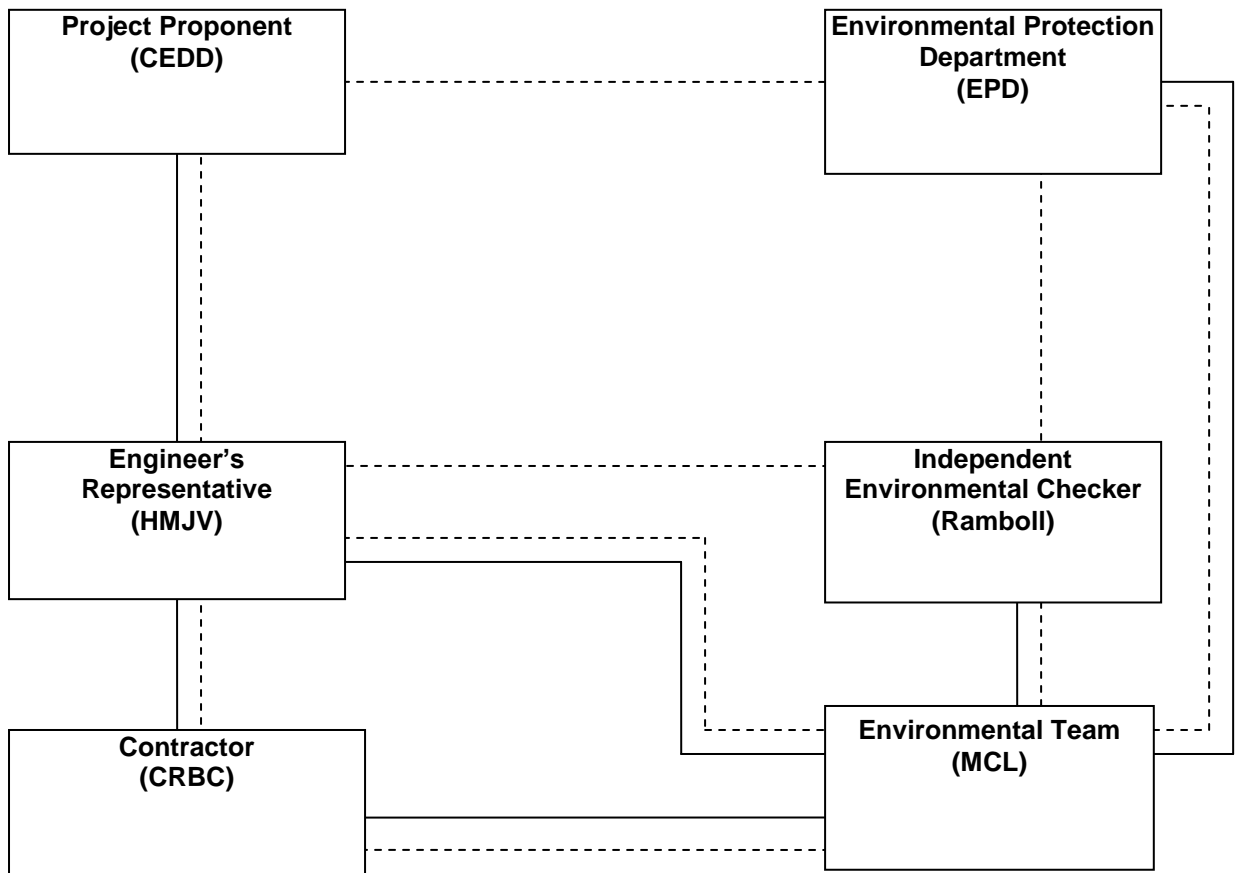 Project Proponent
(CEDD)
Environmental Protection
Department
(EPD)
Engineer’s
Representative
(HMJV)
Independent
Environmental Checker
(Ramboll)
Contractor
(CRBC)
Environmental Team
(MCL)